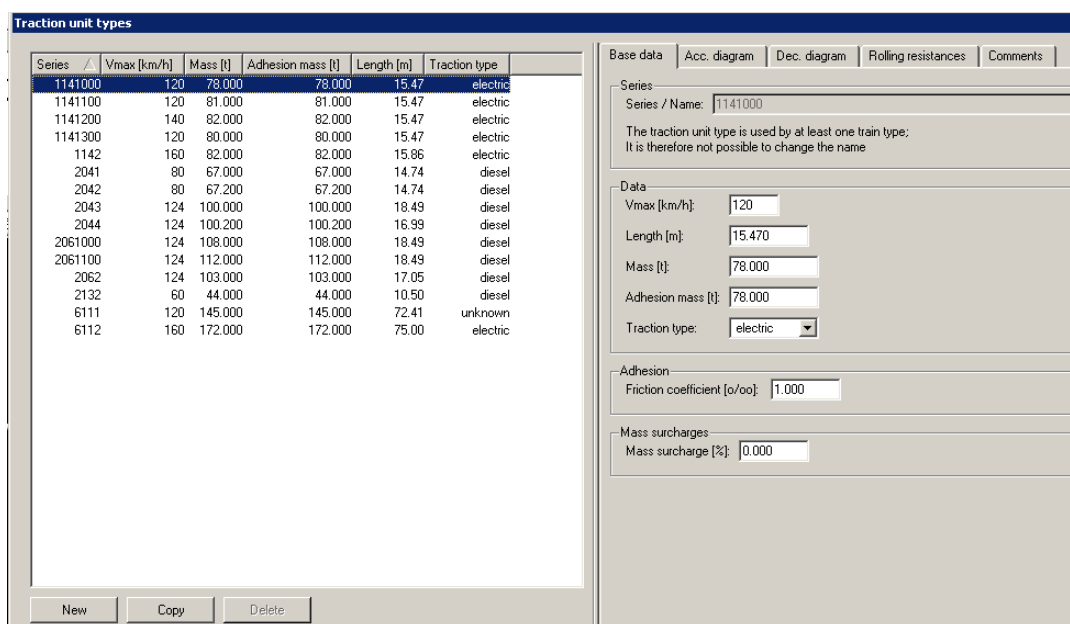 Traction unit types
Series Vmax [km/h] Mass [t] Adhesion mass [t] Length [m] Traction type
1141000 120 78.000 78.000 15.47 electric
1141100 120 81.000 81.000 15.47 electric
1141200 140 82.000 82.000 15.47 electric
1141300 120 80.000 80.000 15.47 electric
1142 160 82.000 82.000 15.86 electric
2041 80 67.000 67.000 14.74 diesel
2042 80 67.200 67.200 14.74 diesel
2043 124 100.000 100.000 18.49 diesel
2044 124 100.200 100.200 16.99 diesel
2061000 124 108.000 108.000 18.49 diesel
2061100 124 112.000 112.000 18.49 diesel
2062 124 103.000 103.000 17.05 diesel
2132 60 44.000 44.000 10.50 diesel
6111 120 145.000 145.000 72.41 unknown
6112 160 172.000 172.000 75.00 electric
New Copy Delete
Base data Acc. diagram Dec. diagram Rolling resistances Comments
Series
Series / Name: 1141000
The traction unit type is used by at least one train type;
It is therefore not possible to change the name
Data
Vmax [km/h]: 120
Length [m]: 15.470
Mass [t]: 78.000
Adhesion mass [t]: 78.000
Traction type: electric
Adhesion
Friction coefficient [o/oo]: 1.000
Mass surcharges
Mass surcharge [%]: 0.000